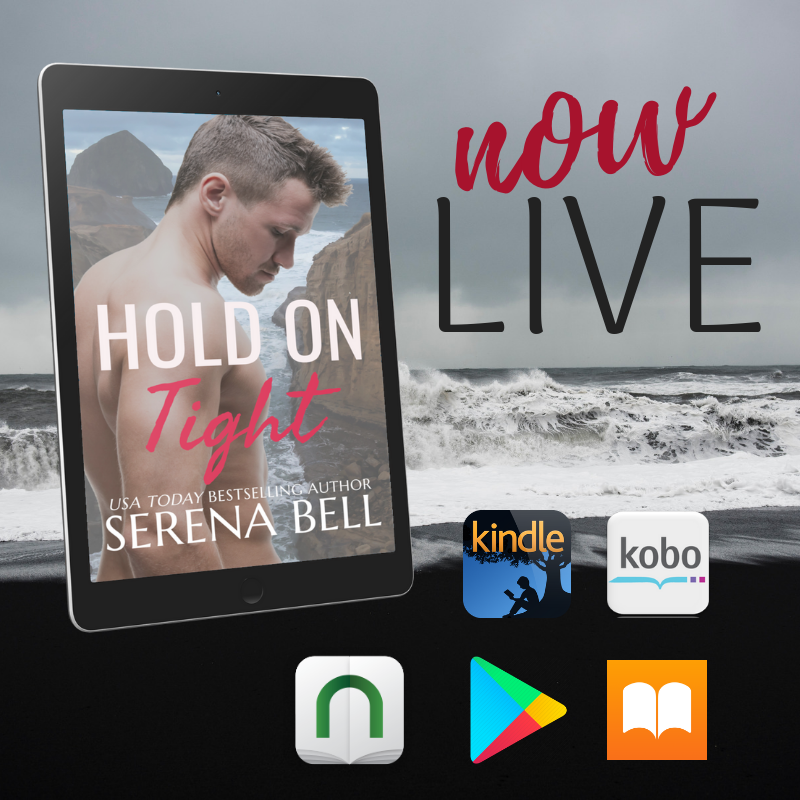 now
LIVE
HOLD ON
Tight
USA TODAY BESTSELLING AUTHOR
SERENA BELL
kindle
kobo
n